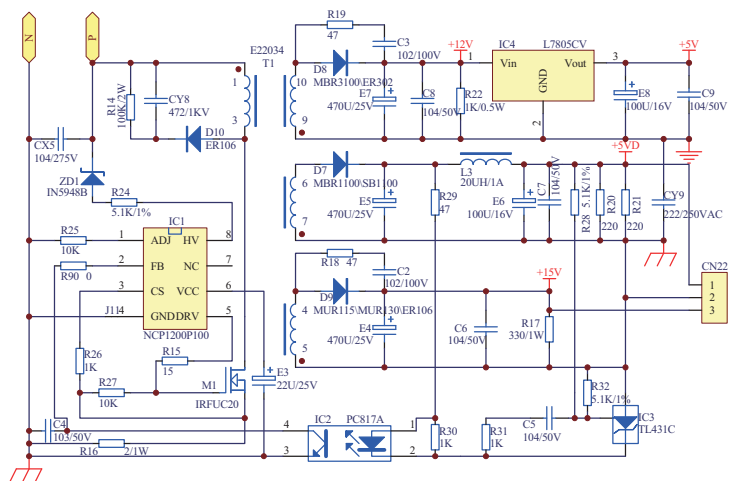 N
P
R19
47
C3
102/100V
E22034
T1
+12V
IC4
L7805CV
+5V
1
Vin
Vout
3
GND
2
D8
MBR3100\ER302
R14
100K/2W
CY8
472/1KV
1
3
10
9
E7
470U/25V
C8
104/50V
R22
1K/0.5W
E8
100U/16V
C9
104/50V
D10
ER106
CX5
104/275V
ZD1
IN5948B
R24
5.1K/1%
D7
MBR1100\SB1100
L3
20UH/1A
+5VD
6
7
E5
470U/25V
R29
47
E6
100U/16V
C7
104/50V
R28 5.1K/1%
R20
220
R21
220
CY9
222/250VAC
IC1
R25
10K
1
ADJ
HV
8
R90 0
2
FB
NC
7
3
CS
VCC
6
J114
GND
DRV
5
NCP1200P100
R18 47
C2
102/100V
+15V
CN22
1
2
3
D9
MUR115\MUR130\ER106
4
5
E4
470U/25V
C6
104/50V
R17
330/1W
R26
1K
R15
15
R27
10K
M1
IRFUC20
E3
22U/25V
R32
5.1K/1%
C4
103/50V
R16
2/1W
4
3
IC2
PC817A
1
2
R30
1K
R31
1K
C5
104/50V
IC3
TL431C